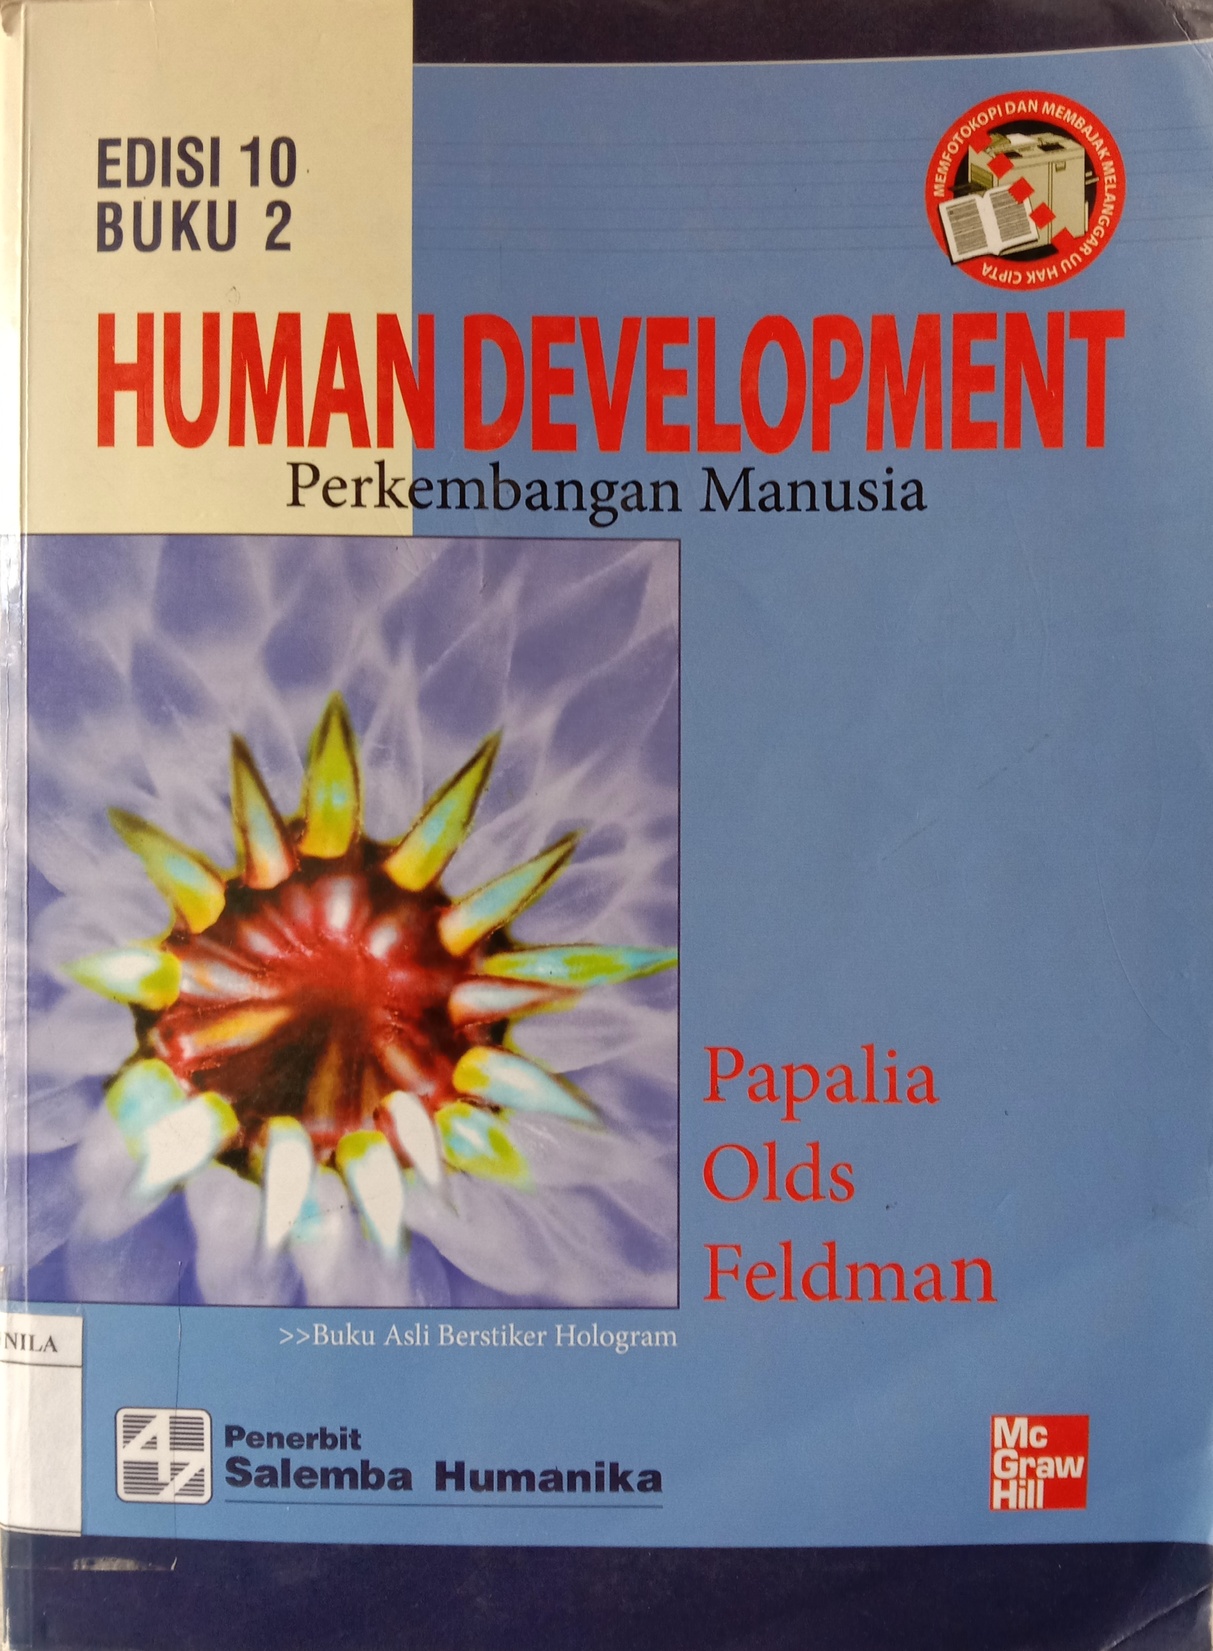 EDISI 10
BUKU 2
MEMFOTOKOPI DAN MEMBAJAK MELANGGAR UU HAK CIPTA
HUMAN DEVELOPMENT
Perkembangan Manusia
Papalia
Olds
Feldman
>>Buku Asli Berstiker Hologram
NILA
Penerbit
Salemba Humanika
Mc
Graw
Hill